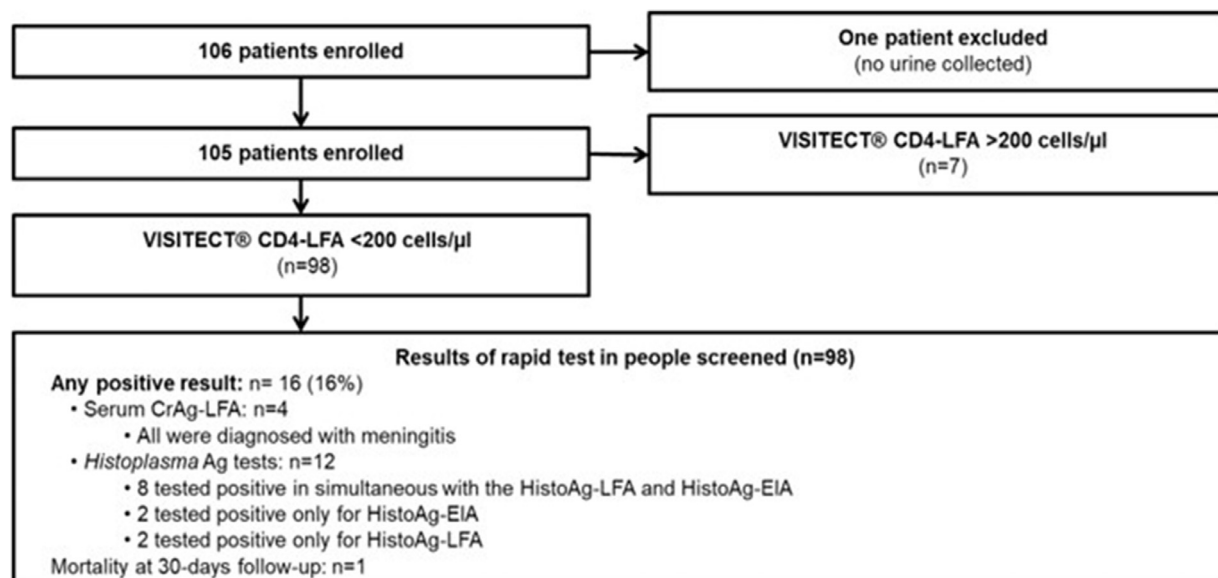 106 patients enrolled
One patient excluded
(no urine collected)
105 patients enrolled
VISITECT® CD4-LFA >200 cells/µl
(n=7)
VISITECT® CD4-LFA <200 cells/µl
(n=98)
Results of rapid test in people screened (n=98)
Any positive result: n= 16 (16%)
• Serum CrAg-LFA: n=4
• All were diagnosed with meningitis
• Histoplasma Ag tests: n=12
• 8 tested positive in simultaneous with the HistoAg-LFA and HistoAg-EIA
• 2 tested positive only for HistoAg-EIA
• 2 tested positive only for HistoAg-LFA
Mortality at 30-days follow-up: n=1